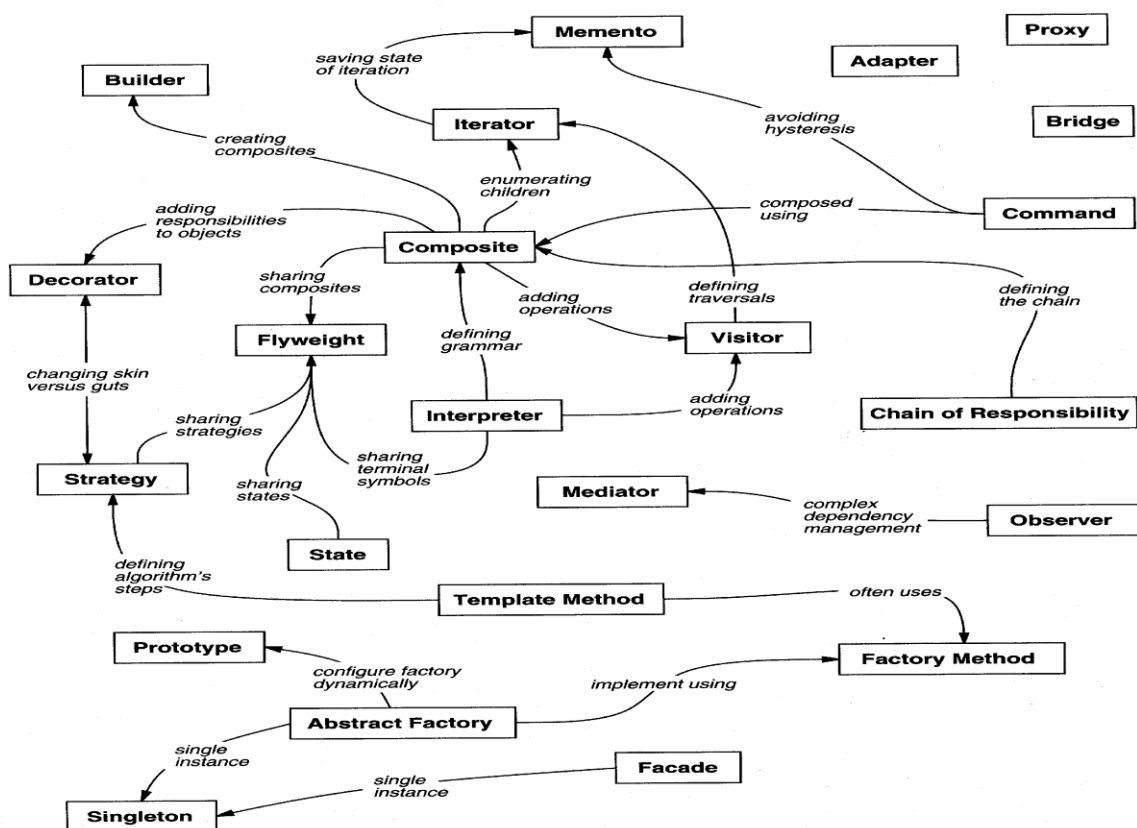 Memento
Proxy
Adapter
saving state
of iteration
Builder
Iterator
avoiding
hysteresis
Bridge
creating
composites
enumerating
children
adding
responsibilities
to objects
composed
using
Command
Composite
Decorator
sharing
composites
adding
operations
defining
traversals
defining
the chain
Flyweight
defining
grammar
Visitor
changing skin
versus guts
adding
operations
sharing
strategies
Interpreter
Chain of Responsibility
Strategy
sharing
terminal
symbols
sharing
states
Mediator
complex
dependency
management
Observer
State
defining
algorithm's
steps
Template Method
often uses
Prototype
Factory Method
configure factory
dynamically
implement using
Abstract Factory
single
instance
Facade
single
instance
Singleton